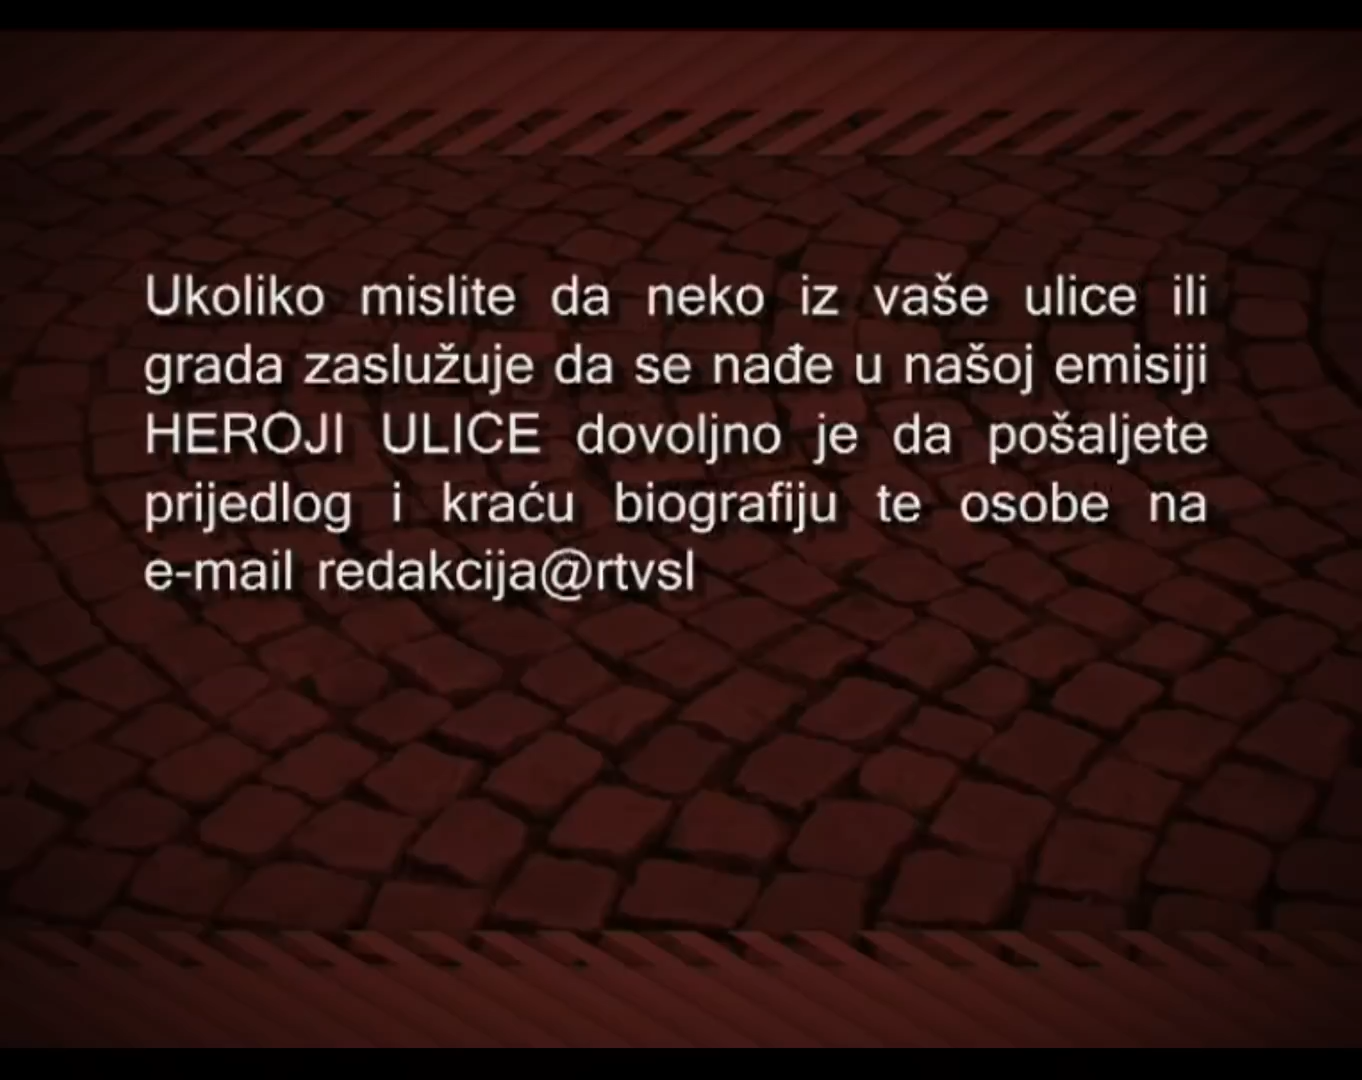 Ukoliko mislite da neko iz vaše ulice ili
grada zaslužuje da se nađe u našoj emisiji
HEROJI ULICE dovoljno je da pošaljete
prijedlog i kraću biografiju te osobe na
e-mail redakcija@rtvsl